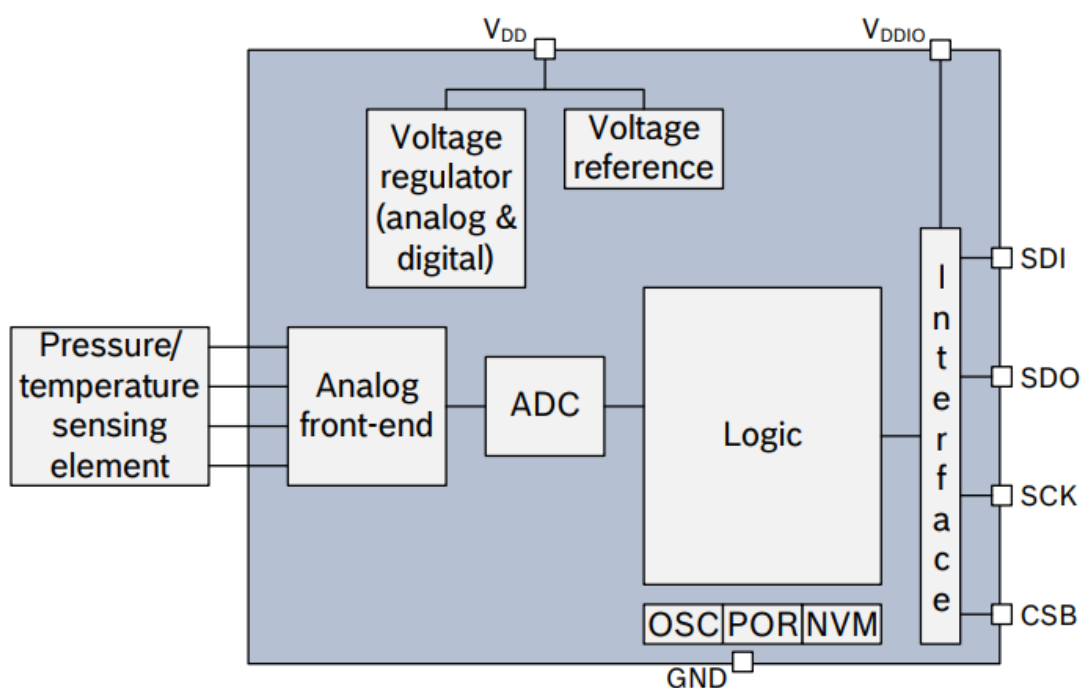 VDD
VDDIO
Voltage
regulator
(analog &
digital)
Voltage
reference
Pressure/
temperature
sensing
element
Analog
front-end
ADC
Logic
Interface
SDI
SDO
SCK
CSB
OSC POR NVM
GND